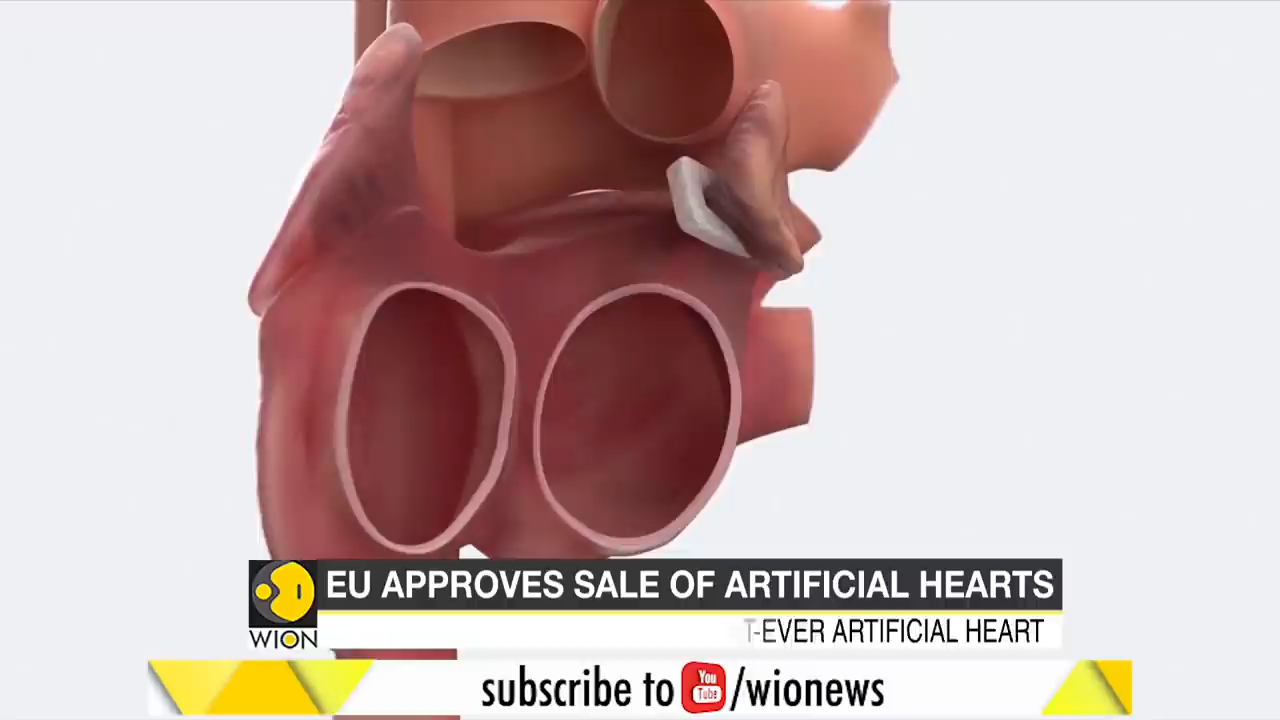 EU APPROVES SALE OF ARTIFICIAL HEARTS
-EVER ARTIFICIAL HEART
WION
subscribe to You Tube /wionews